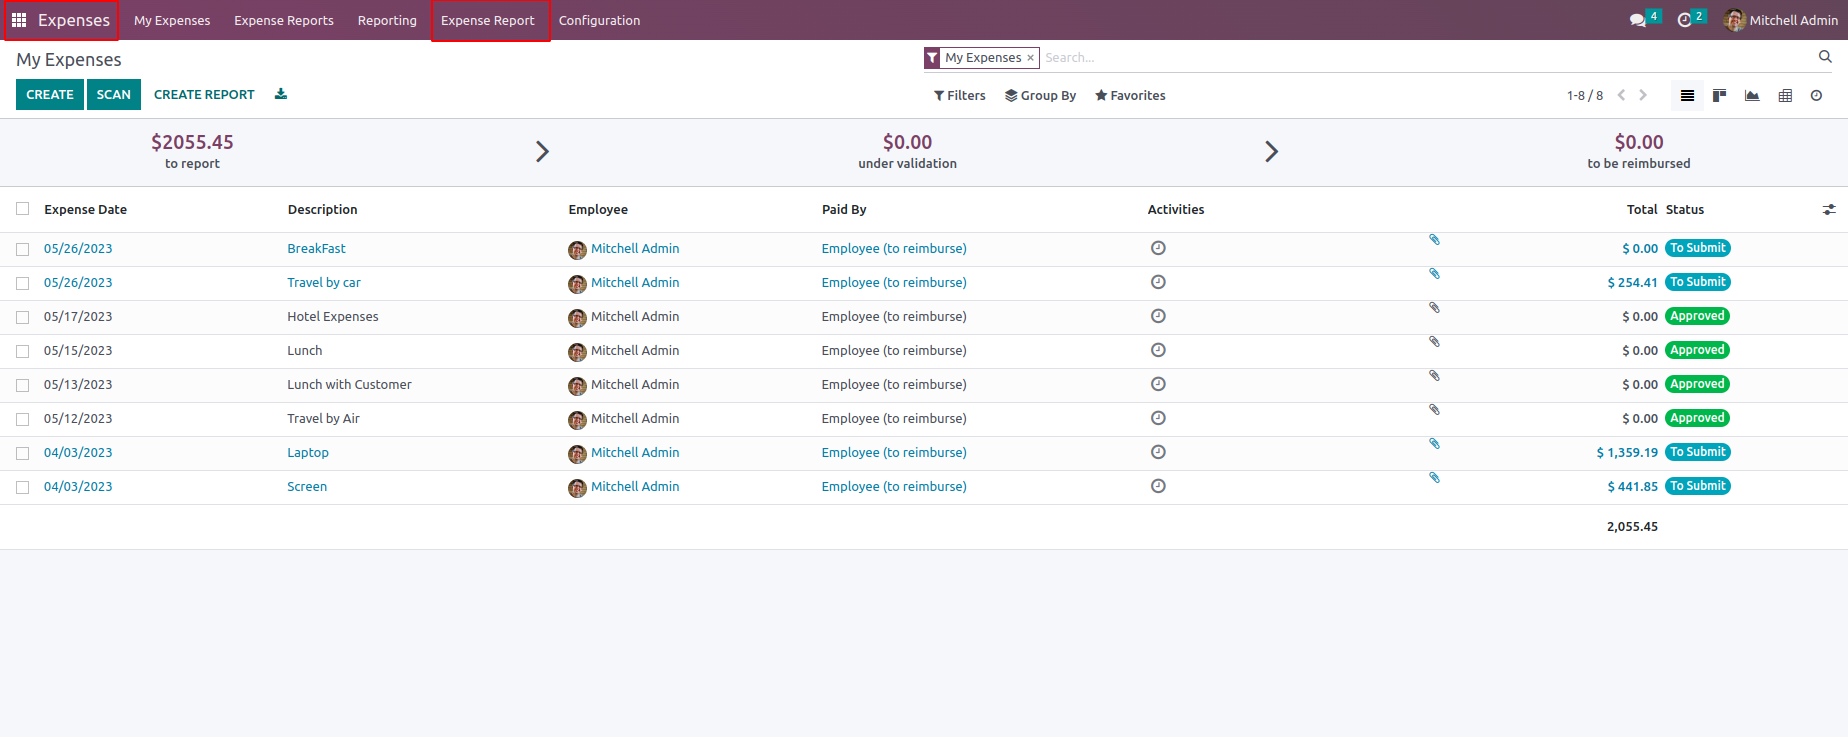 Expenses My Expenses Expense Reports Reporting Expense Report Configuration 4 2 Mitchell Admin
My Expenses My Expenses × Search...
CREATE SCAN CREATE REPORT Filters Group By Favorites 1-8 / 8
$2055.45 $0.00 $0.00
to report under validation to be reimbursed
Expense Date Description Employee Paid By Activities Total Status
05/26/2023 BreakFast Mitchell Admin Employee (to reimburse) $ 0.00 To Submit
05/26/2023 Travel by car Mitchell Admin Employee (to reimburse) $ 254.41 To Submit
05/17/2023 Hotel Expenses Mitchell Admin Employee (to reimburse) $ 0.00 Approved
05/15/2023 Lunch Mitchell Admin Employee (to reimburse) $ 0.00 Approved
05/13/2023 Lunch with Customer Mitchell Admin Employee (to reimburse) $ 0.00 Approved
05/12/2023 Travel by Air Mitchell Admin Employee (to reimburse) $ 0.00 Approved
04/03/2023 Laptop Mitchell Admin Employee (to reimburse) $ 1,359.19 To Submit
04/03/2023 Screen Mitchell Admin Employee (to reimburse) $ 441.85 To Submit
2,055.45